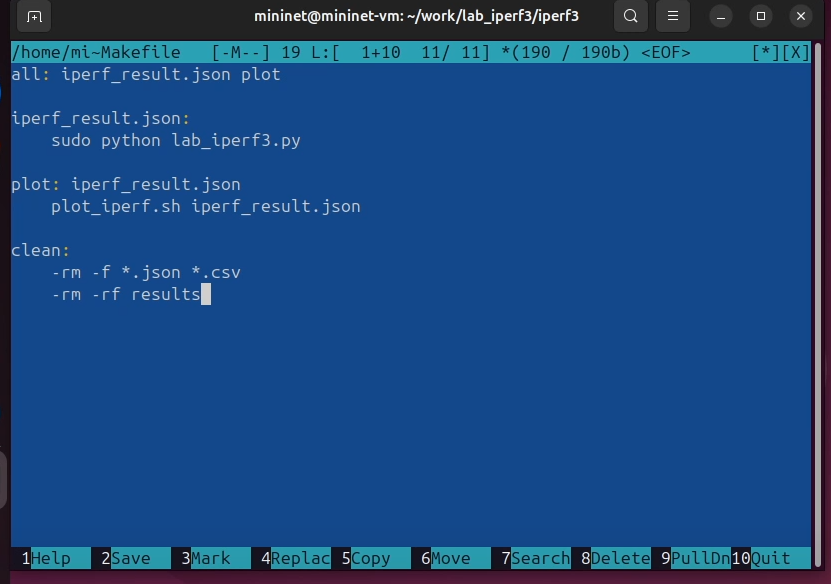 mininet@mininet-vm: ~/work/lab_iperf3/iperf3
/home/mi~Makefile   [-M--] 19 L:[  1+10  11/ 11] *(190 / 190b) <EOF>      [*][X]
all: iperf_result.json plot
iperf_result.json:
    sudo python lab_iperf3.py
plot: iperf_result.json
    plot_iperf.sh iperf_result.json
clean:
    -rm -f *.json *.csv
    -rm -rf results
1Help  2Save  3Mark  4Replac 5Copy  6Move  7Search 8Delete 9PullDn 10Quit